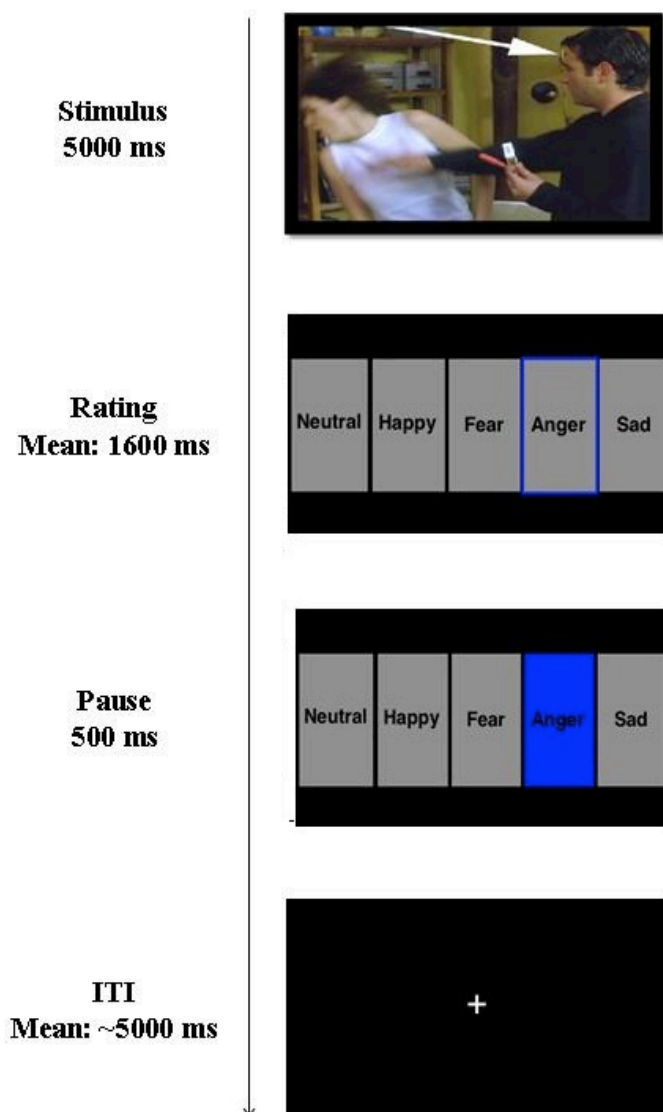 Stimulus
5000 ms
Rating
Mean: 1600 ms
Neutral Happy Fear Anger Sad
Pause
500 ms
Neutral Happy Fear Anger Sad
ITI
Mean: ~5000 ms